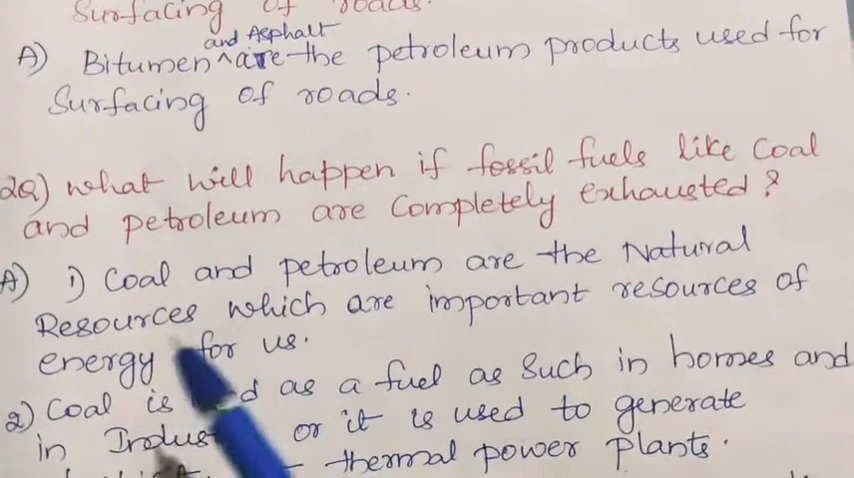 Surfacing of roads.
and Asphalt
A) Bitumen ^ are the petroleum products used for
Surfacing of roads.
2Q) what will happen if fossil fuels like Coal
and petroleum are Completely exhausted ?
A) 1) Coal and petroleum are the Natural
Resources which are important resources of
energy for us.
2) Coal is as a fuel as Such in homes and
in or it is used to generate
thermal power plants.